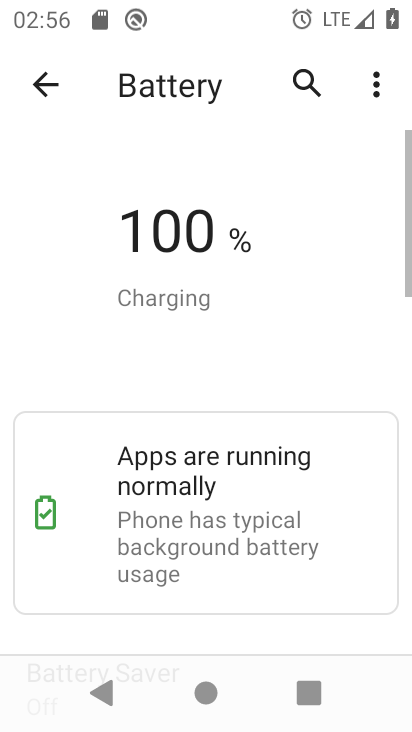 02:56
LTE
Battery
100 %
Charging
Apps are running
normally
Phone has typical
background battery
usage
Battery Saver
Off